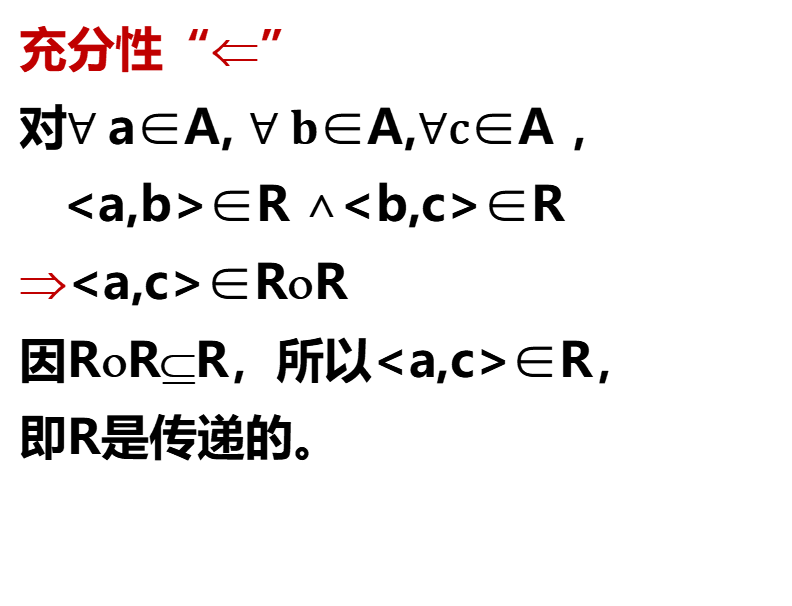 充分性“⇐”
对∀ a∈A, ∀ b∈A,∀c∈A ,
<a,b>∈R ∧<b,c>∈R
⇒<a,c>∈RoR
因RoR⊆R，所以<a,c>∈R，
即R是传递的。